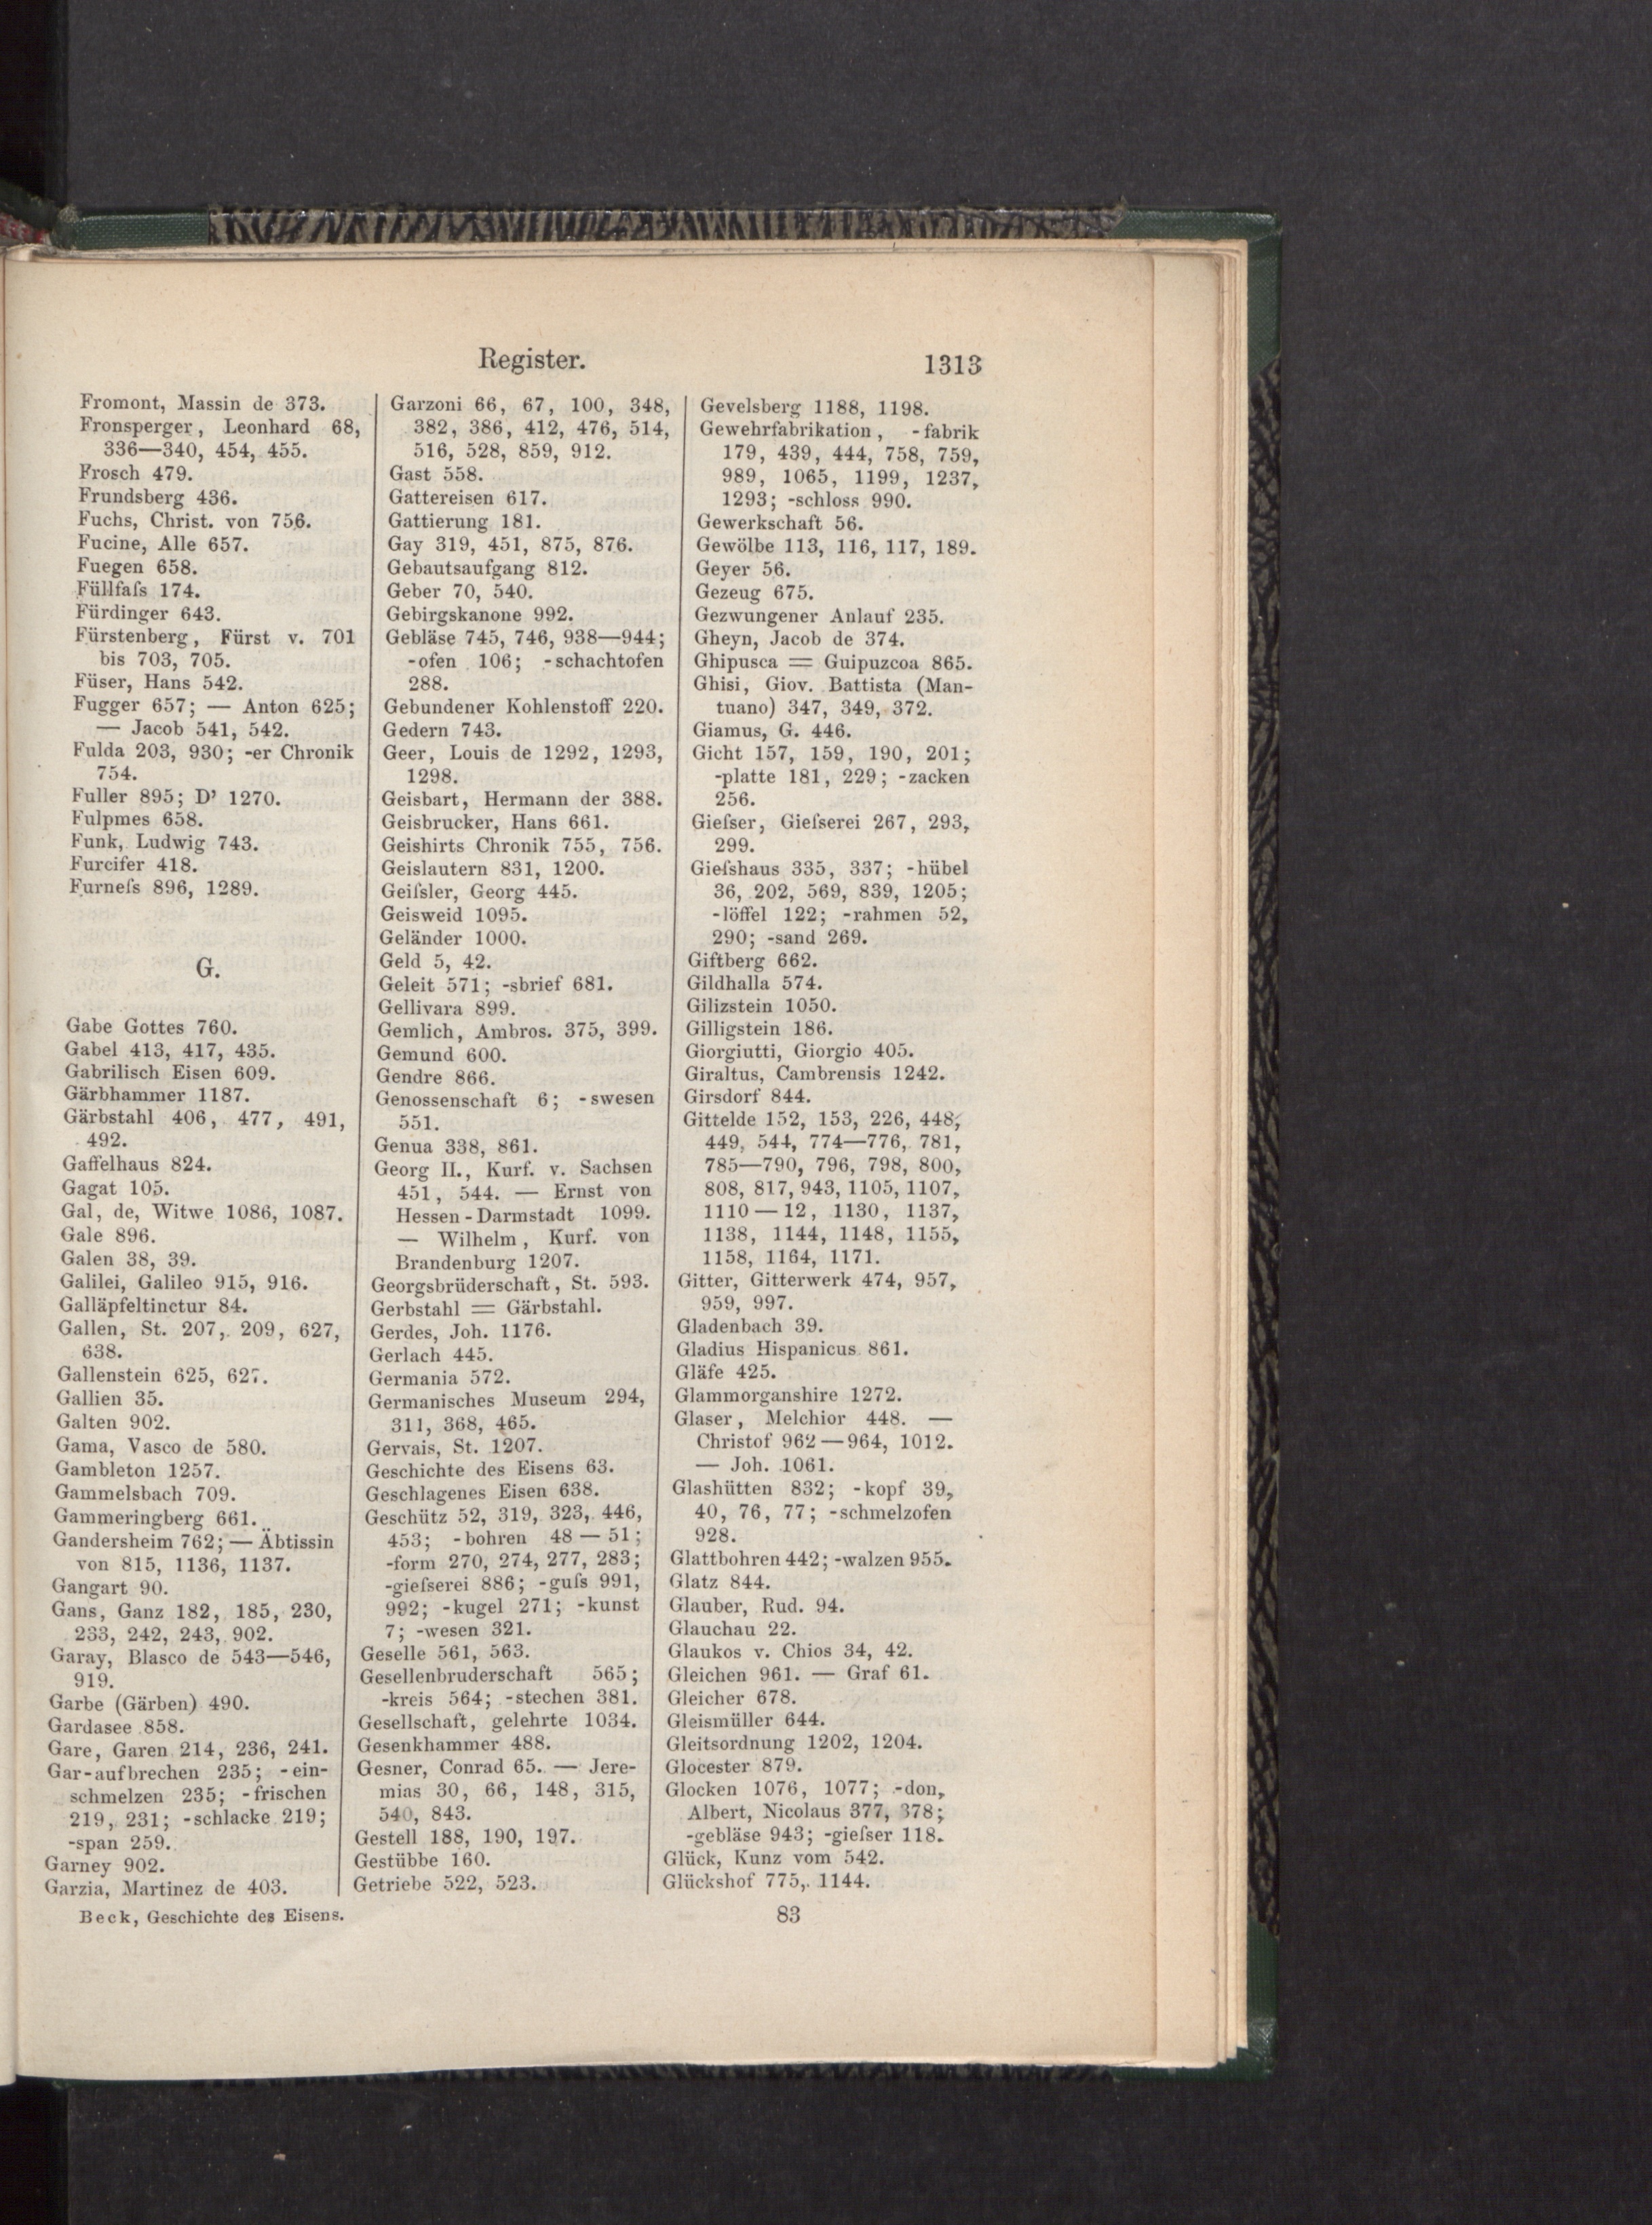 Register.
1313
Fromont, Massin de 373.
Fronsperger, Leonhard 68,
336—340, 454, 455.
Frosch 479.
Frundsberg 436.
Fuchs, Christ. von 756.
Fucine, Alle 657.
Fuegen 658.
Füllfaſs 174.
Fürdinger 643.
Fürstenberg, Fürst v. 701
bis 703, 705.
Füser, Hans 542.
Fugger 657; — Anton 625;
— Jacob 541, 542.
Fulda 203, 930; -er Chronik
754.
Fuller 895; D' 1270.
Fulpmes 658.
Funk, Ludwig 743.
Furcifer 418.
Furneſs 896, 1289.
G.
Gabe Gottes 760.
Gabel 413, 417, 435.
Gabrilisch Eisen 609.
Gärbhammer 1187.
Gärbstahl 406, 477, 491,
492.
Gaffelhaus 824.
Gagat 105.
Gal, de, Witwe 1086, 1087.
Gale 896.
Galen 38, 39.
Galilei, Galileo 915, 916.
Galläpfeltinctur 84.
Gallen, St. 207, 209, 627,
638.
Gallenstein 625, 627.
Gallien 35.
Galten 902.
Gama, Vasco de 580.
Gambleton 1257.
Gammelsbach 709.
Gammeringberg 661.
Gandersheim 762; — Äbtissin
von 815, 1136, 1137.
Gangart 90.
Gans, Ganz 182, 185, 230,
233, 242, 243, 902.
Garay, Blasco de 543—546,
919.
Garbe (Gärben) 490.
Gardasee 858.
Gare, Garen 214, 236, 241.
Gar-aufbrechen 235; -ein-
schmelzen 235; -frischen
219, 231; -schlacke 219;
-span 259.
Garney 902.
Garzia, Martinez de 403.
Garzoni 66, 67, 100, 348,
382, 386, 412, 476, 514,
516, 528, 859, 912.
Gast 558.
Gattereisen 617.
Gattierung 181.
Gay 319, 451, 875, 876.
Gebautsaufgang 812.
Geber 70, 540.
Gebirgskanone 992.
Gebläse 745, 746, 938—944;
-ofen 106; -schachtofen
288.
Gebundener Kohlenstoff 220.
Gedern 743.
Geer, Louis de 1292, 1293,
1298.
Geisbart, Hermann der 388.
Geisbrucker, Hans 661.
Geishirts Chronik 755, 756.
Geislautern 831, 1200.
Geiſsler, Georg 445.
Geisweid 1095.
Geländer 1000.
Geld 5, 42.
Geleit 571; -sbrief 681.
Gellivara 899.
Gemlich, Ambros. 375, 399.
Gemund 600.
Gendre 866.
Genossenschaft 6; -swesen
551.
Genua 338, 861.
Georg II., Kurf. v. Sachsen
451, 544. — Ernst von
Hessen-Darmstadt 1099.
— Wilhelm, Kurf. von
Brandenburg 1207.
Georgsbrüderschaft, St. 593.
Gerbstahl = Gärbstahl.
Gerdes, Joh. 1176.
Gerlach 445.
Germania 572.
Germanisches Museum 294,
311, 368, 465.
Gervais, St. 1207.
Geschichte des Eisens 63.
Geschlagenes Eisen 638.
Geschütz 52, 319, 323, 446,
453; -bohren 48 — 51;
-form 270, 274, 277, 283;
-gieſserei 886; -guſs 991,
992; -kugel 271; -kunst
7; -wesen 321.
Geselle 561, 563.
Gesellenbruderschaft 565;
-kreis 564; -stechen 381.
Gesellschaft, gelehrte 1034.
Gesenkhammer 488.
Gesner, Conrad 65. — Jere-
mias 30, 66, 148, 315,
540, 843.
Gestell 188, 190, 197.
Gestübbe 160.
Getriebe 522, 523.
Gevelsberg 1188, 1198.
Gewehrfabrikation, -fabrik
179, 439, 444, 758, 759,
989, 1065, 1199, 1237,
1293; -schloss 990.
Gewerkschaft 56.
Gewölbe 113, 116, 117, 189.
Geyer 56.
Gezeug 675.
Gezwungener Anlauf 235.
Gheyn, Jacob de 374.
Ghipusca = Guipuzcoa 865.
Ghisi, Giov. Battista (Man-
tuano) 347, 349, 372.
Giamus, G. 446.
Gicht 157, 159, 190, 201;
-platte 181, 229; -zacken
256.
Gieſser, Gieſserei 267, 293,
299.
Gieſshaus 335, 337; -hübel
36, 202, 569, 839, 1205;
-löffel 122; -rahmen 52,
290; -sand 269.
Giftberg 662.
Gildhalla 574.
Gilizstein 1050.
Gilligstein 186.
Giorgiutti, Giorgio 405.
Giraltus, Cambrensis 1242.
Girsdorf 844.
Gittelde 152, 153, 226, 448,
449, 544, 774—776, 781,
785—790, 796, 798, 800,
808, 817, 943, 1105, 1107,
1110 — 12, 1130, 1137,
1138, 1144, 1148, 1155,
1158, 1164, 1171.
Gitter, Gitterwerk 474, 957,
959, 997.
Gladenbach 39.
Gladius Hispanicus 861.
Gläfe 425.
Glammorganshire 1272.
Glaser, Melchior 448. —
Christof 962 — 964, 1012.
— Joh. 1061.
Glashütten 832; -kopf 39,
40, 76, 77; -schmelzofen
928.
Glattbohren 442; -walzen 955.
Glatz 844.
Glauber, Rud. 94.
Glauchau 22.
Glaukos v. Chios 34, 42.
Gleichen 961. — Graf 61.
Gleicher 678.
Gleismüller 644.
Gleitsordnung 1202, 1204.
Glocester 879.
Glocken 1076, 1077; -don,
Albert, Nicolaus 377, 378;
-gebläse 943; -gieſser 118.
Glück, Kunz vom 542.
Glückshof 775, 1144.
Beck, Geschichte des Eisens.
83